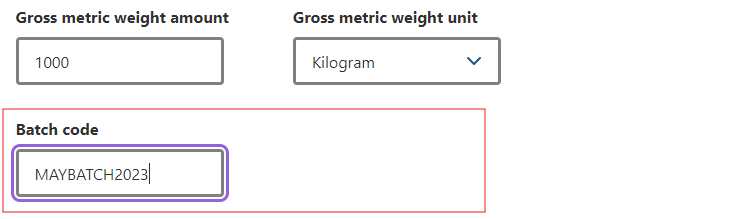 Gross metric weight amount
Gross metric weight unit
1000
Kilogram
Batch code
MAYBATCH2023